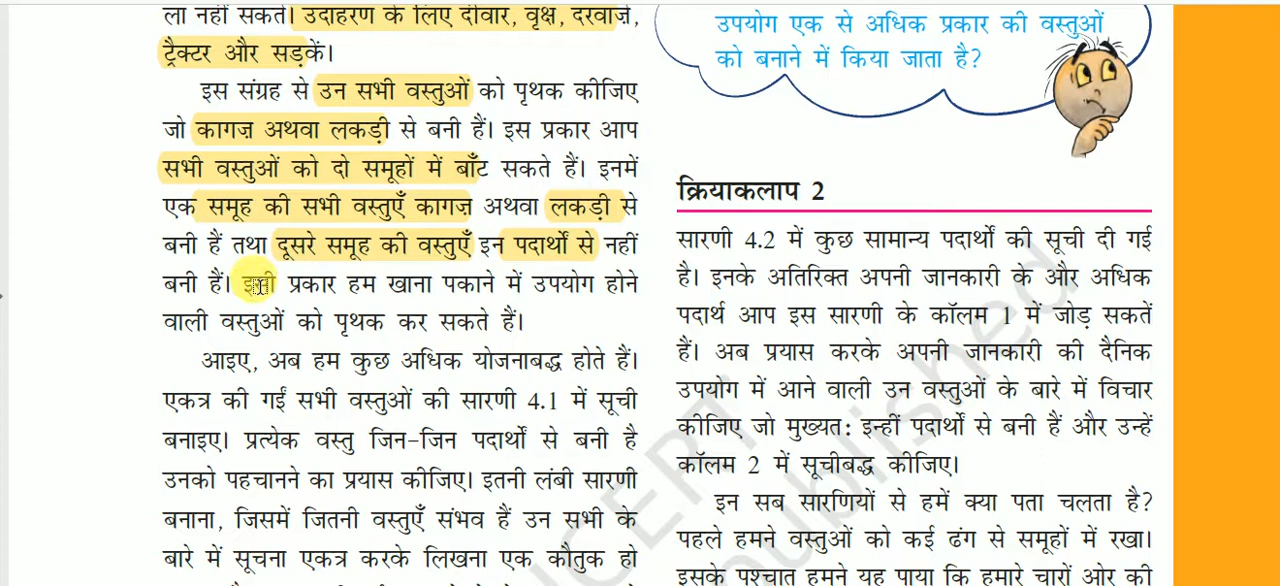 ला नहीं सकते। उदाहरण के लिए दीवार, वृक्ष, दरवाजे,
ट्रैक्टर और सड़कें।
इस संग्रह से उन सभी वस्तुओं को पृथक कीजिए
जो कागज़ अथवा लकड़ी से बनी हैं। इस प्रकार आप
सभी वस्तुओं को दो समूहों में बाँट सकते हैं। इनमें
एक समूह की सभी वस्तुएँ कागज़ अथवा लकड़ी से
बनी हैं तथा दूसरे समूह की वस्तुएँ इन पदार्थों से नहीं
बनी हैं। इसी प्रकार हम खाना पकाने में उपयोग होने
वाली वस्तुओं को पृथक कर सकते हैं।
आइए, अब हम कुछ अधिक योजनाबद्ध होते हैं।
एकत्र की गईं सभी वस्तुओं की सारणी 4.1 में सूची
बनाइए। प्रत्येक वस्तु जिन-जिन पदार्थों से बनी है
उनको पहचानने का प्रयास कीजिए। इतनी लंबी सारणी
बनाना, जिसमें जितनी वस्तुएँ संभव हैं उन सभी के
बारे में सूचना एकत्र करके लिखना एक कौतुक हो
उपयोग एक से अधिक प्रकार की वस्तुओं
को बनाने में किया जाता है?
क्रियाकलाप 2
सारणी 4.2 में कुछ सामान्य पदार्थों की सूची दी गई
है। इनके अतिरिक्त अपनी जानकारी के और अधिक
पदार्थ आप इस सारणी के कॉलम 1 में जोड़ सकतें
हैं। अब प्रयास करके अपनी जानकारी की दैनिक
उपयोग में आने वाली उन वस्तुओं के बारे में विचार
कीजिए जो मुख्यत: इन्हीं पदार्थों से बनी हैं और उन्हें
कॉलम 2 में सूचीबद्ध कीजिए।
इन सब सारणियों से हमें क्या पता चलता है?
पहले हमने वस्तुओं को कई ढंग से समूहों में रखा।
इसके पश्चात हमने यह पाया कि हमारे चारों ओर की